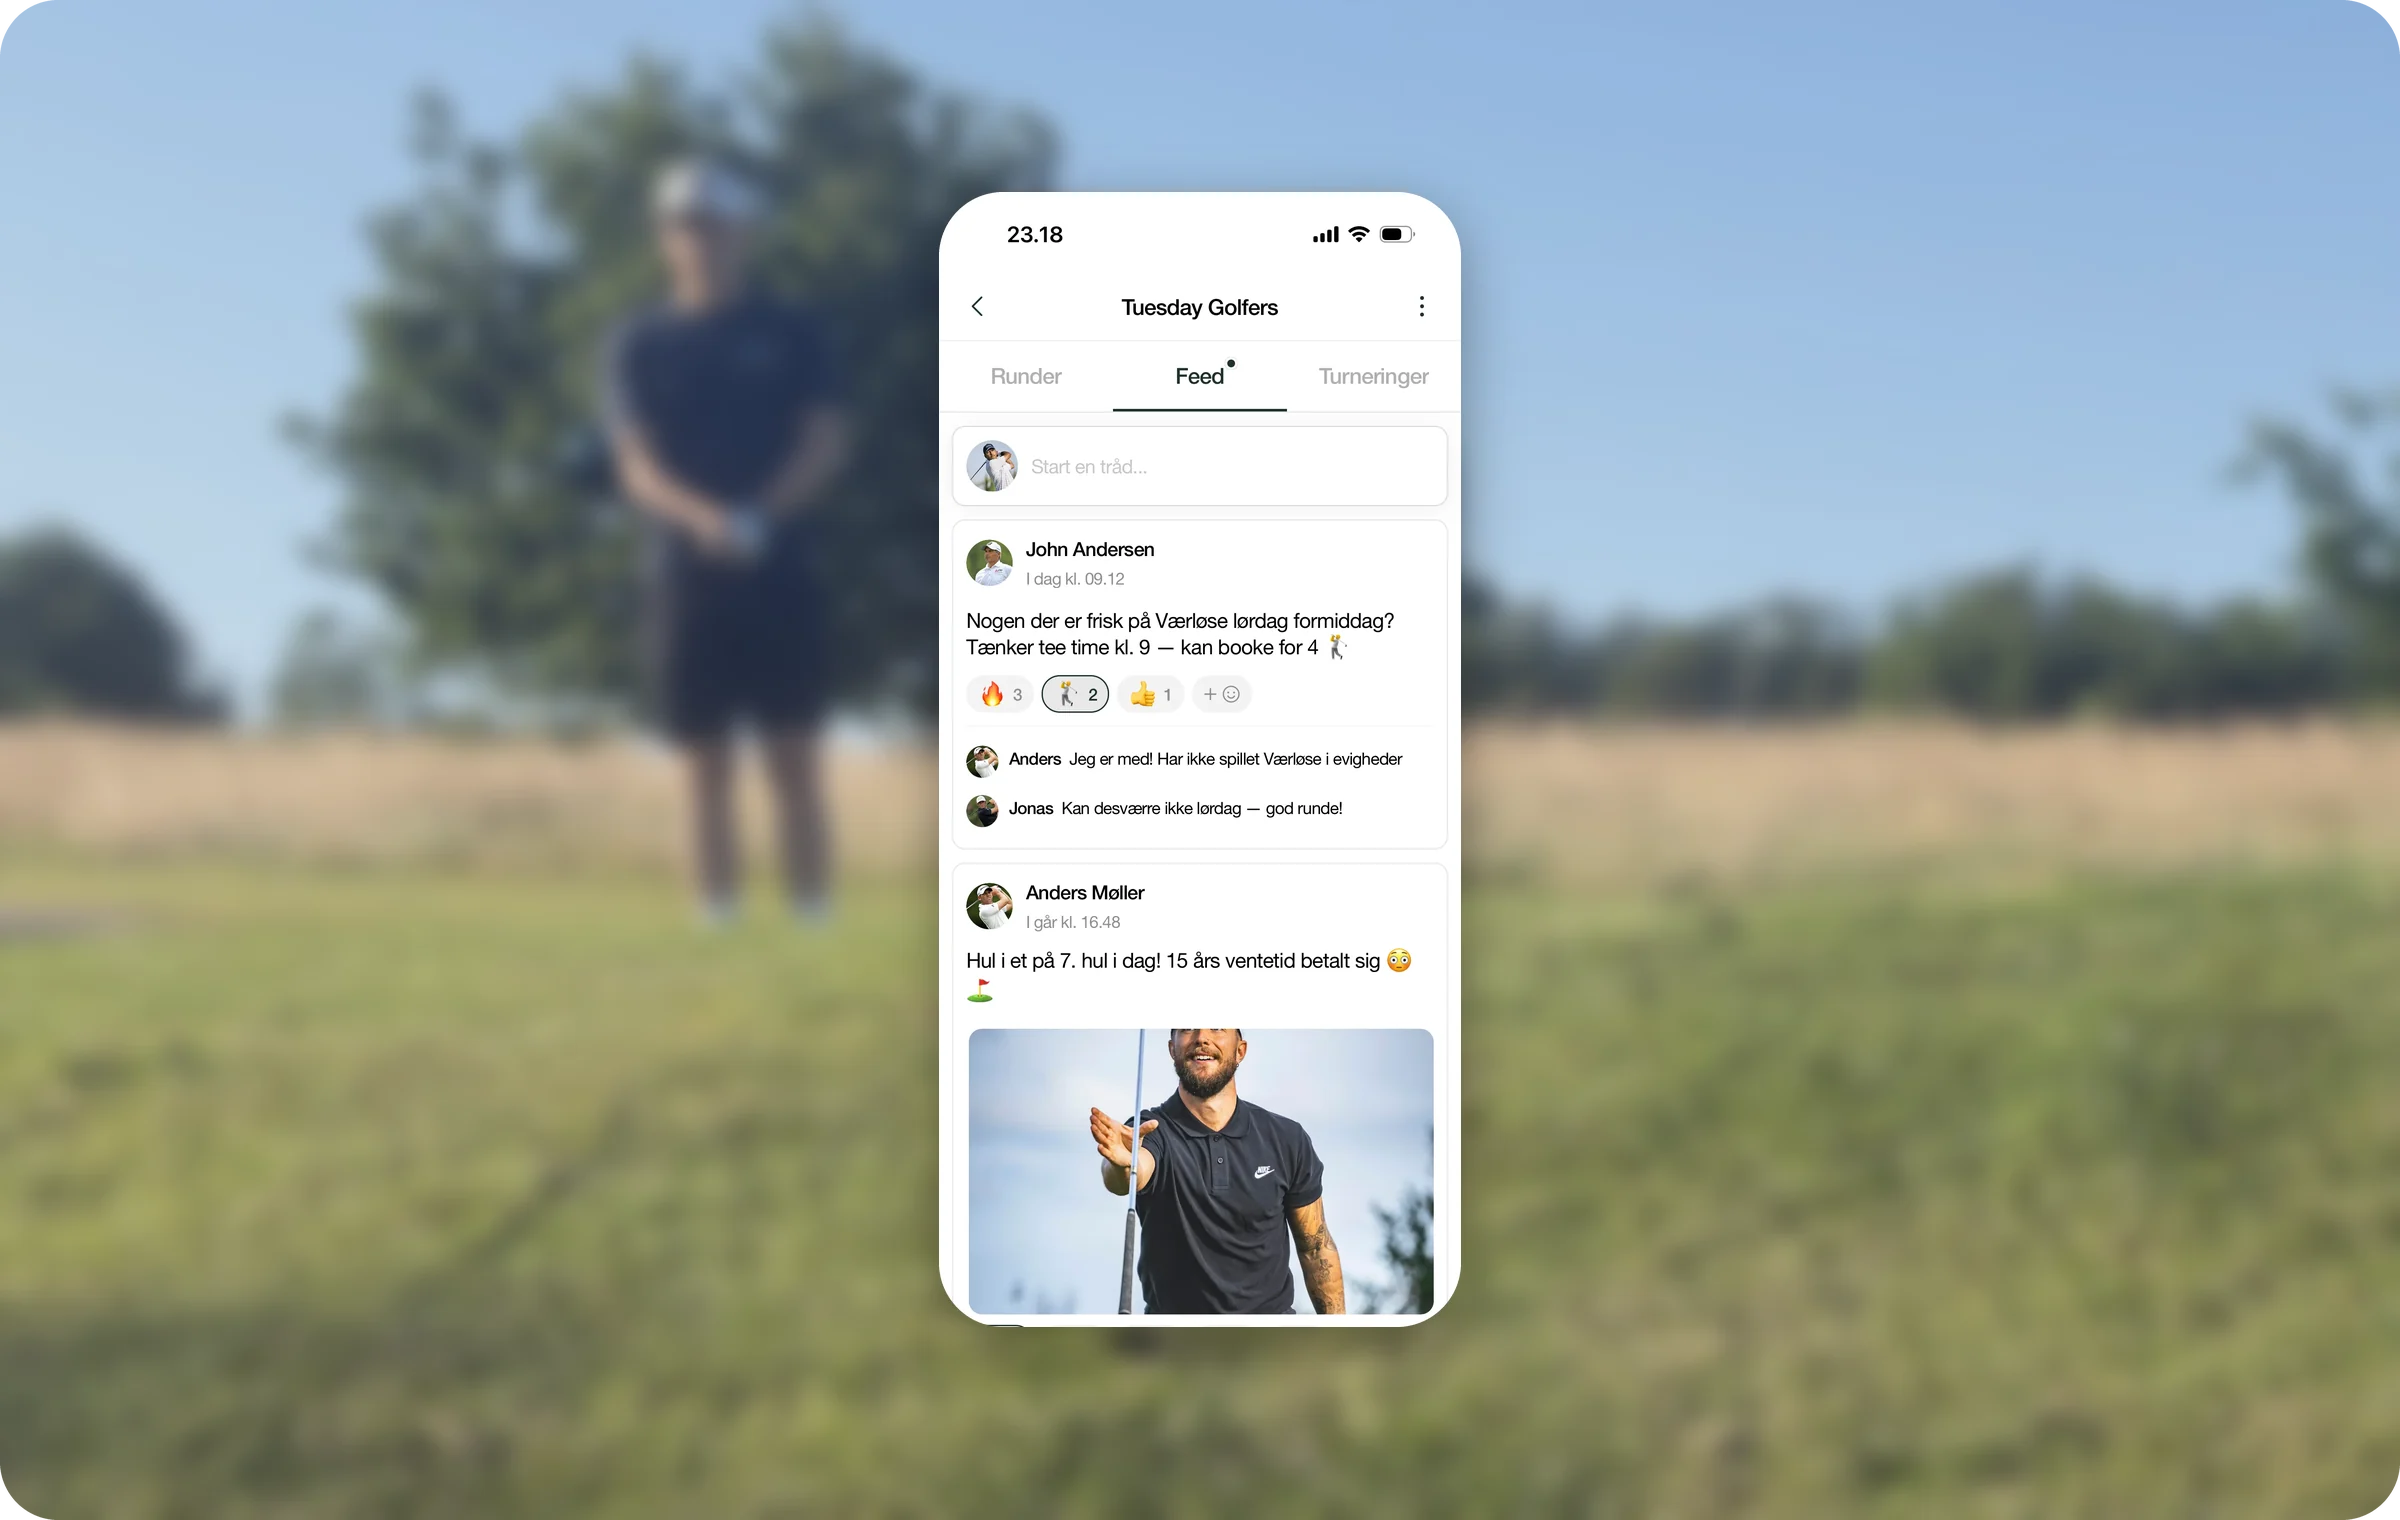 23.18
Tuesday Golfers
Runder
Feed
Turneringer
Start en tråd...
John Andersen
I dag kl. 09.12
Nogen der er frisk på Værløse lørdag formiddag?
Tænker tee time kl. 9 — kan booke for 4 🏌️
🔥 3
🏌️ 2
👍 1
+
Anders Jeg er med! Har ikke spillet Værløse i evigheder
Jonas Kan desværre ikke lørdag — god runde!
Anders Møller
I går kl. 16.48
Hul i et på 7. hul i dag! 15 års ventetid betalt sig 😳
⛳
NIKE